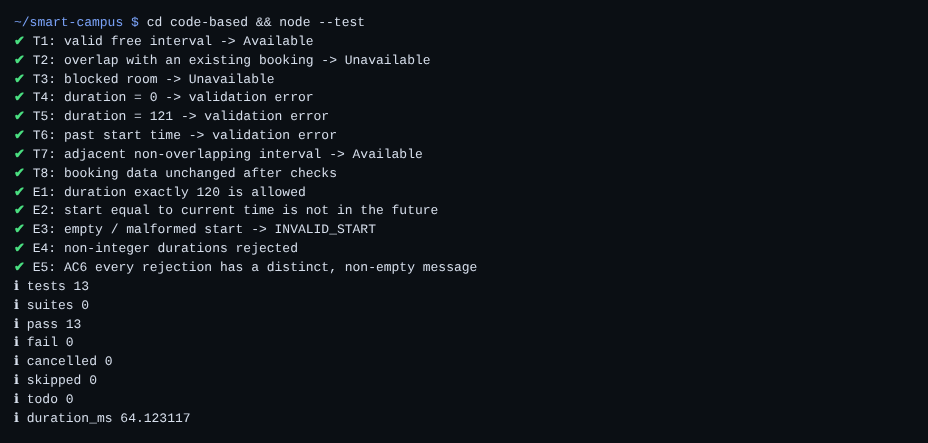 ~/smart-campus $ cd code-based && node --test
✔ T1: valid free interval -> Available
✔ T2: overlap with an existing booking -> Unavailable
✔ T3: blocked room -> Unavailable
✔ T4: duration = 0 -> validation error
✔ T5: duration = 121 -> validation error
✔ T6: past start time -> validation error
✔ T7: adjacent non-overlapping interval -> Available
✔ T8: booking data unchanged after checks
✔ E1: duration exactly 120 is allowed
✔ E2: start equal to current time is not in the future
✔ E3: empty / malformed start -> INVALID_START
✔ E4: non-integer durations rejected
✔ E5: AC6 every rejection has a distinct, non-empty message
ℹ tests 13
ℹ suites 0
ℹ pass 13
ℹ fail 0
ℹ cancelled 0
ℹ skipped 0
ℹ todo 0
ℹ duration_ms 64.123117